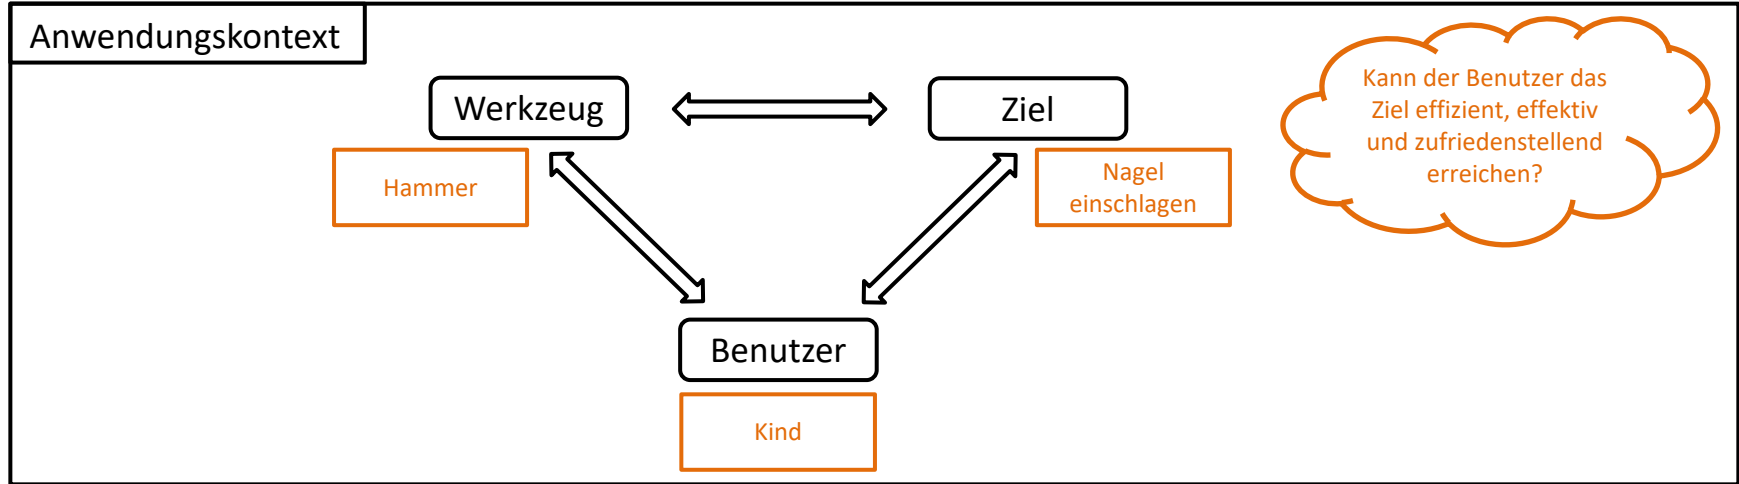 Anwendungskontext
Werkzeug
Ziel
Kann der Benutzer das
Ziel effizient, effektiv
und zufriedenstellend
erreichen?
Hammer
Nagel
einschlagen
Benutzer
Kind